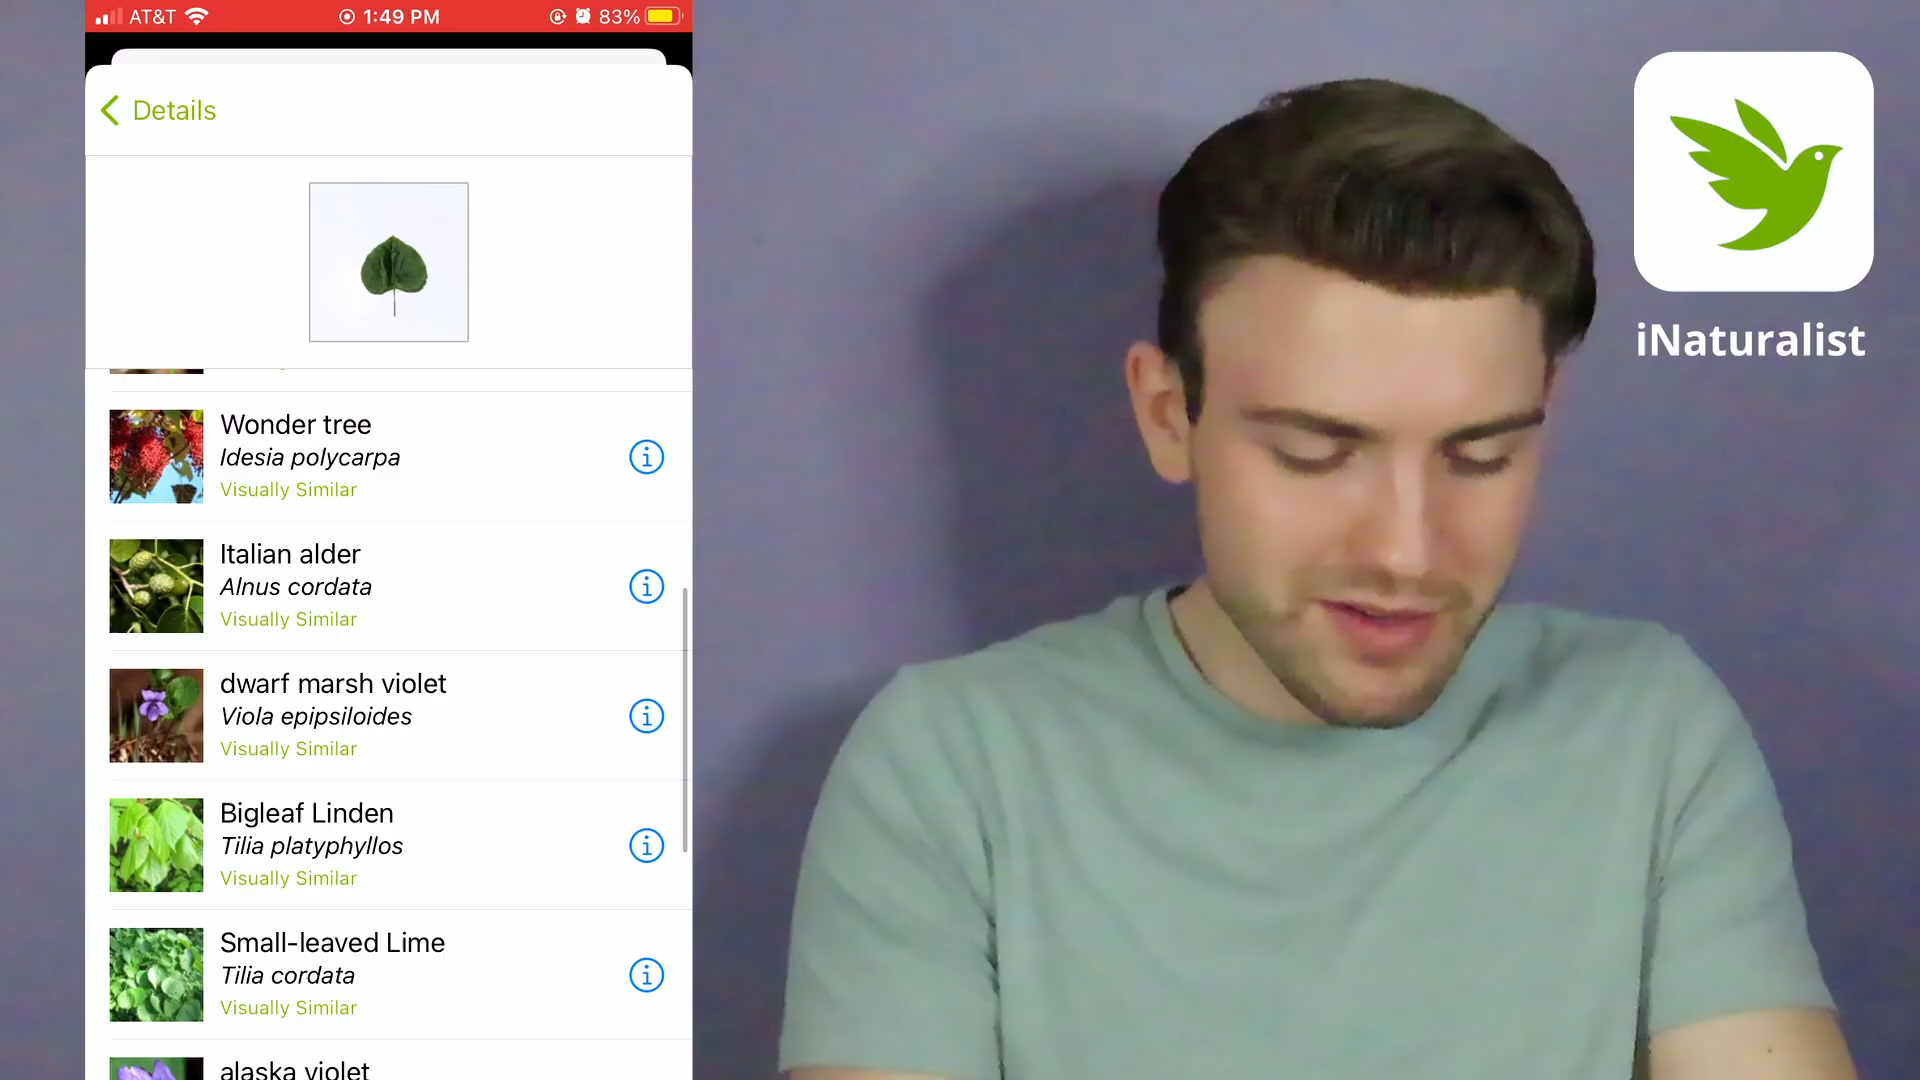 AT&T 1:49 PM 83%
Details
Wonder tree
Idesia polycarpa
Visually Similar
Italian alder
Alnus cordata
Visually Similar
dwarf marsh violet
Viola epipsiloides
Visually Similar
Bigleaf Linden
Tilia platyphyllos
Visually Similar
Small-leaved Lime
Tilia cordata
Visually Similar
alaska violet
iNaturalist